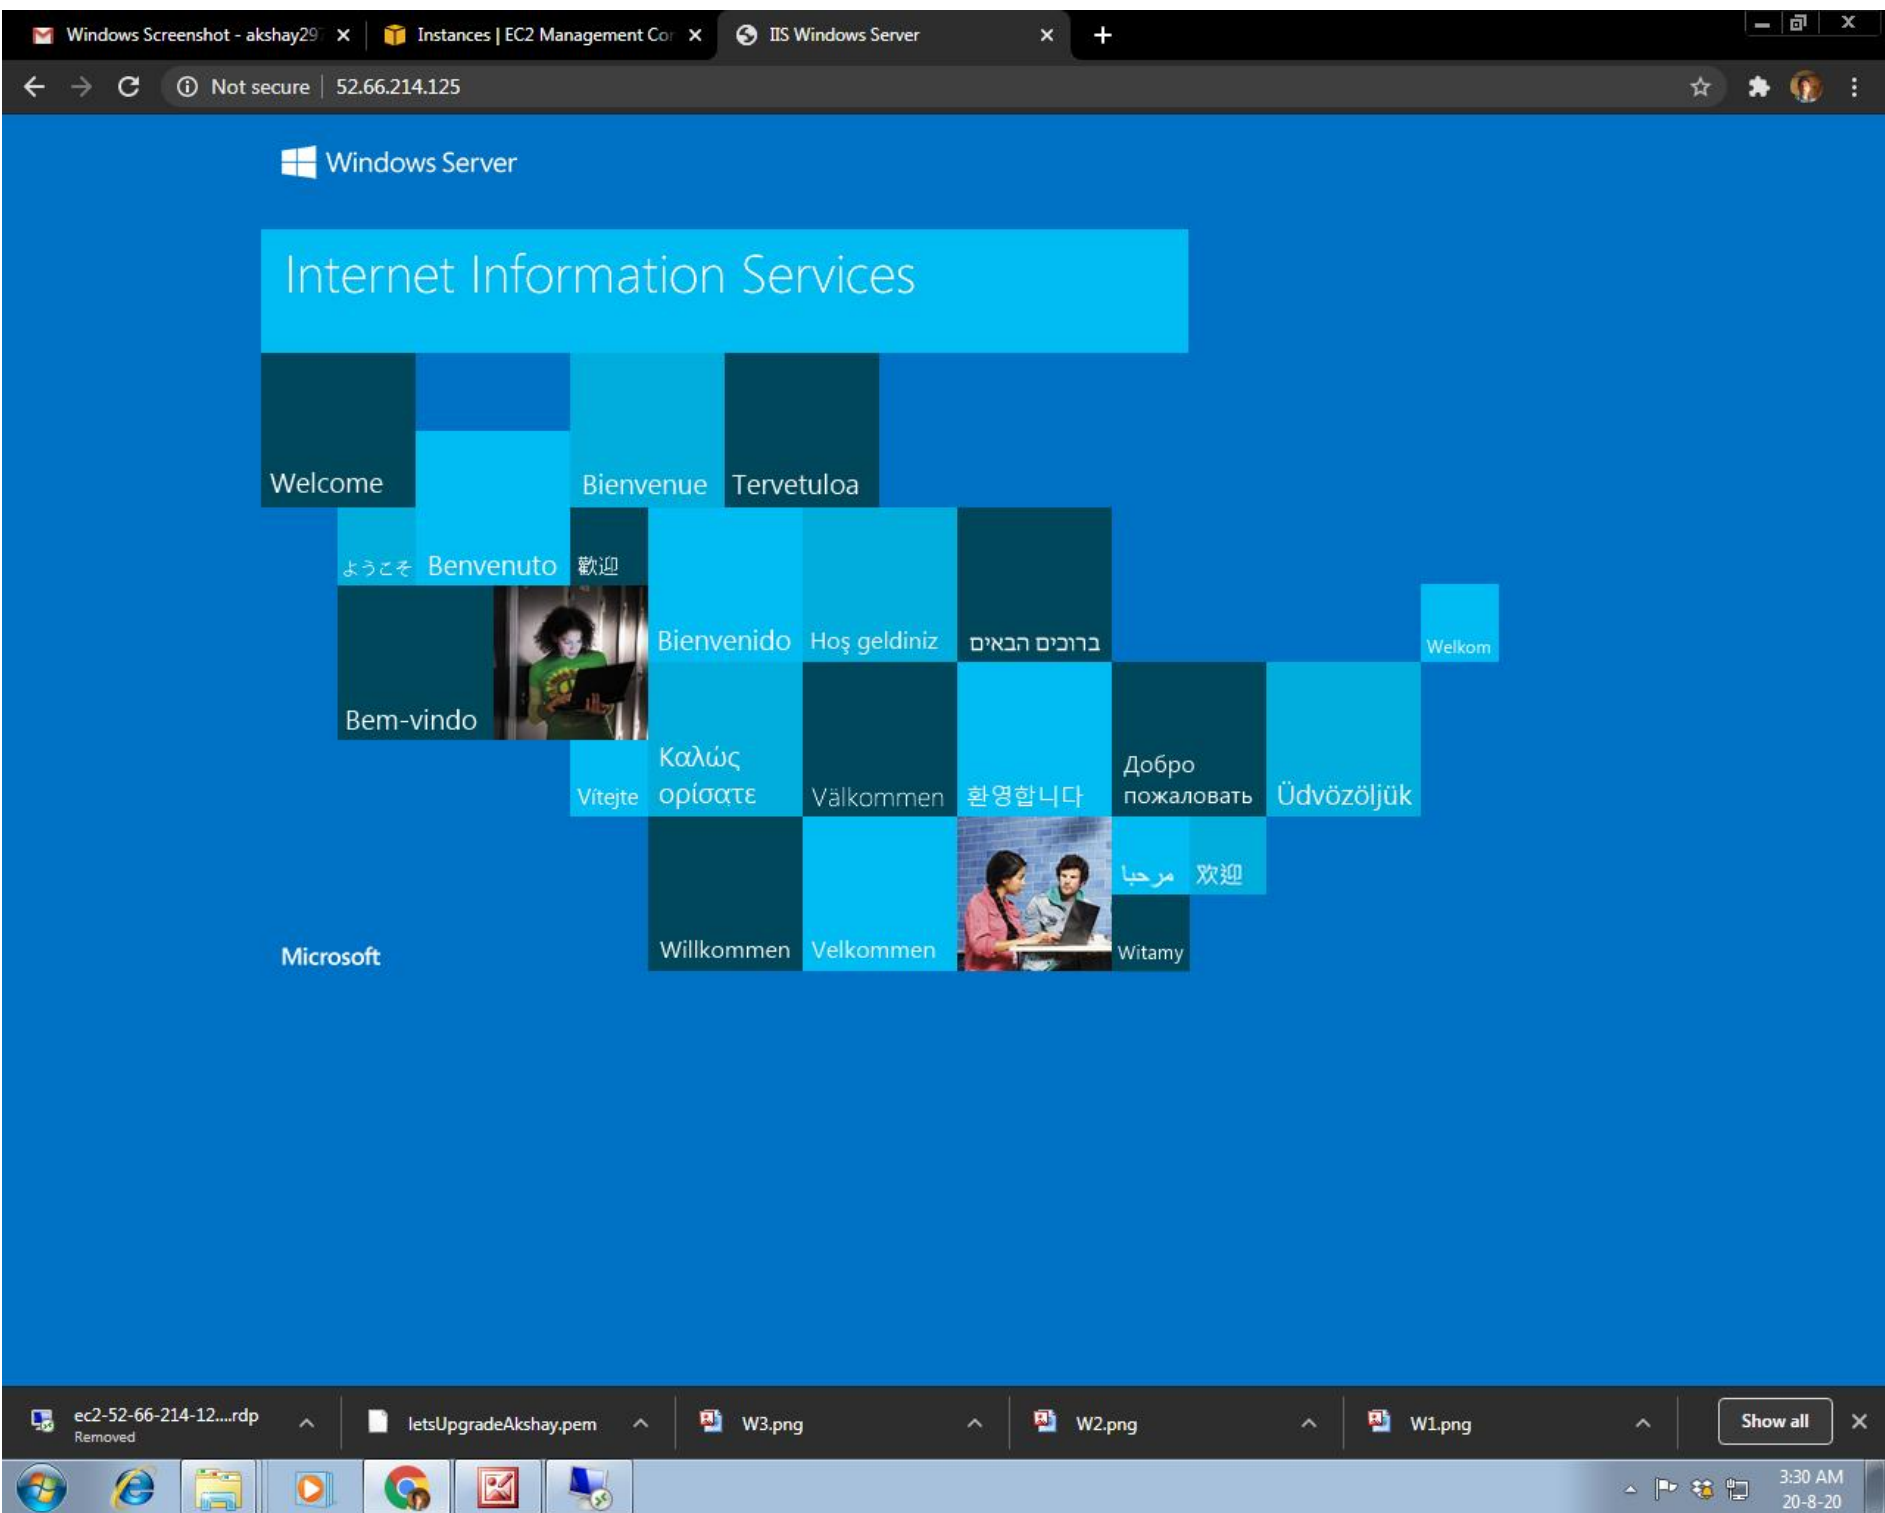 Windows Screenshot - akshay297
Instances | EC2 Management Con
IIS Windows Server
Not secure | 52.66.214.125
Windows Server
Internet Information Services
Welcome
Bienvenue
Tervetuloa
ようこそ
Benvenuto
歡迎
Bienvenido
Hoş geldiniz
ברוכים הבאים
Welkom
Bem-vindo
Vítejte
Καλώς
ορίσατε
Välkommen
환영합니다
Добро
пожаловать
Üdvözöljük
مرحبا
欢迎
Microsoft
Willkommen
Velkommen
Witamy
ec2-52-66-214-12....rdp
Removed
letsUpgradeAkshay.pem
W3.png
W2.png
W1.png
Show all
3:30 AM
20-8-20